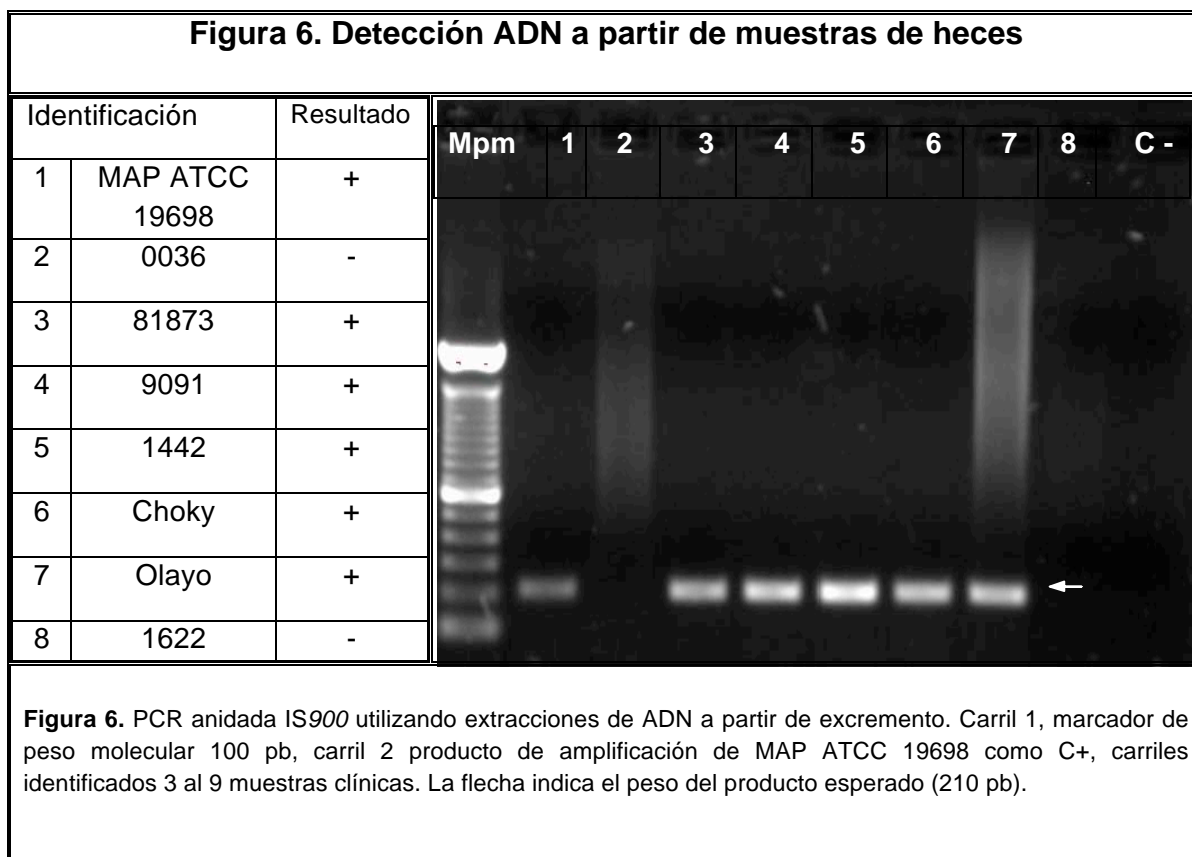 Figura 6. Detección ADN a partir de muestras de heces
Identificación Resultado
1 MAP ATCC 19698 +
2 0036 -
3 81873 +
4 9091 +
5 1442 +
6 Choky +
7 Olayo +
8 1622 -
Mpm 1 2 3 4 5 6 7 8 C -
Figura 6. PCR anidada IS900 utilizando extracciones de ADN a partir de excremento. Carril 1, marcador de
peso molecular 100 pb, carril 2 producto de amplificación de MAP ATCC 19698 como C+, carriles
identificados 3 al 9 muestras clínicas. La flecha indica el peso del producto esperado (210 pb).